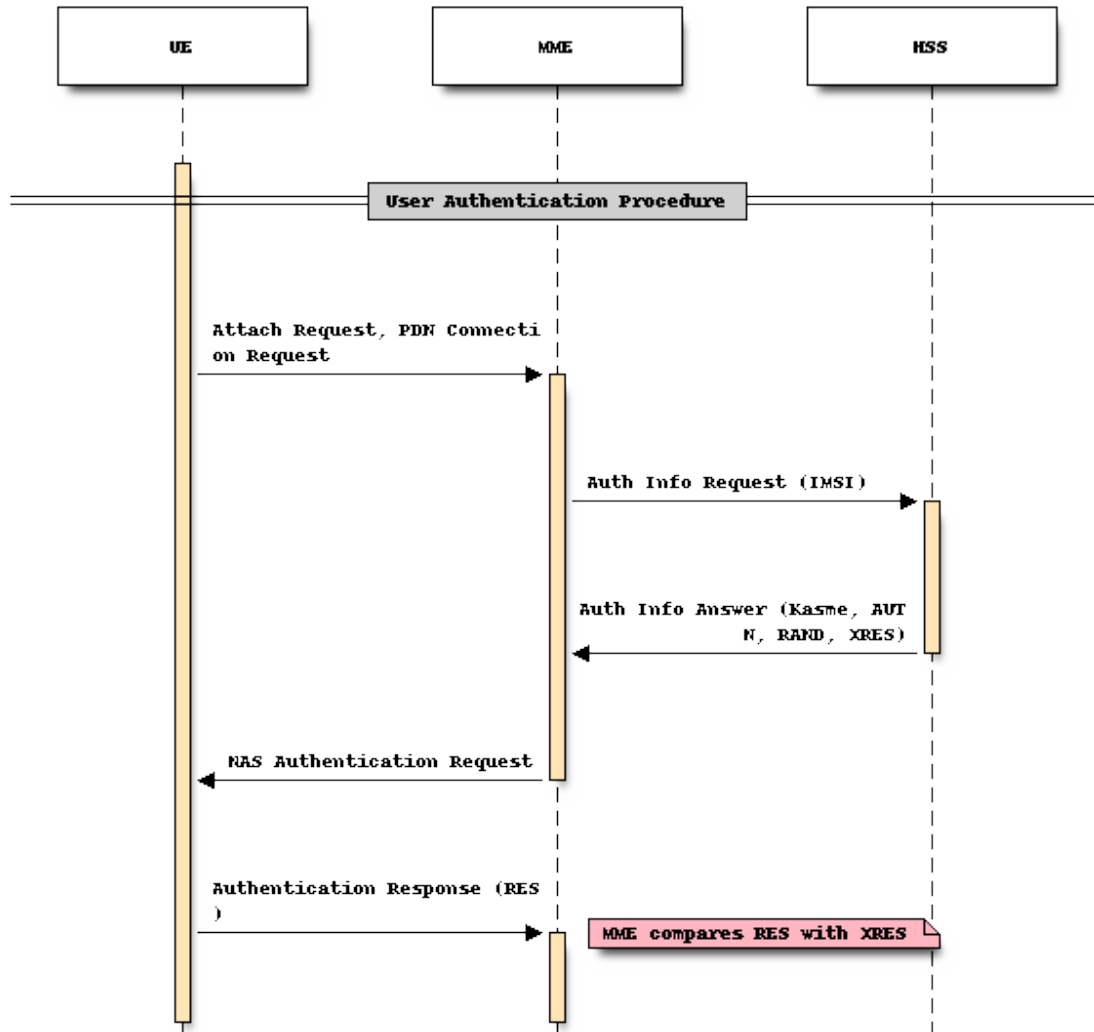 UE
MME
HSS
User Authentication Procedure
Attach Request, PDN Connecti
on Request
Auth Info Request (IMSI)
Auth Info Answer (Kasme, AUT
N, RAND, XRES)
NAS Authentication Request
Authentication Response (RES
)
MME compares RES with XRES